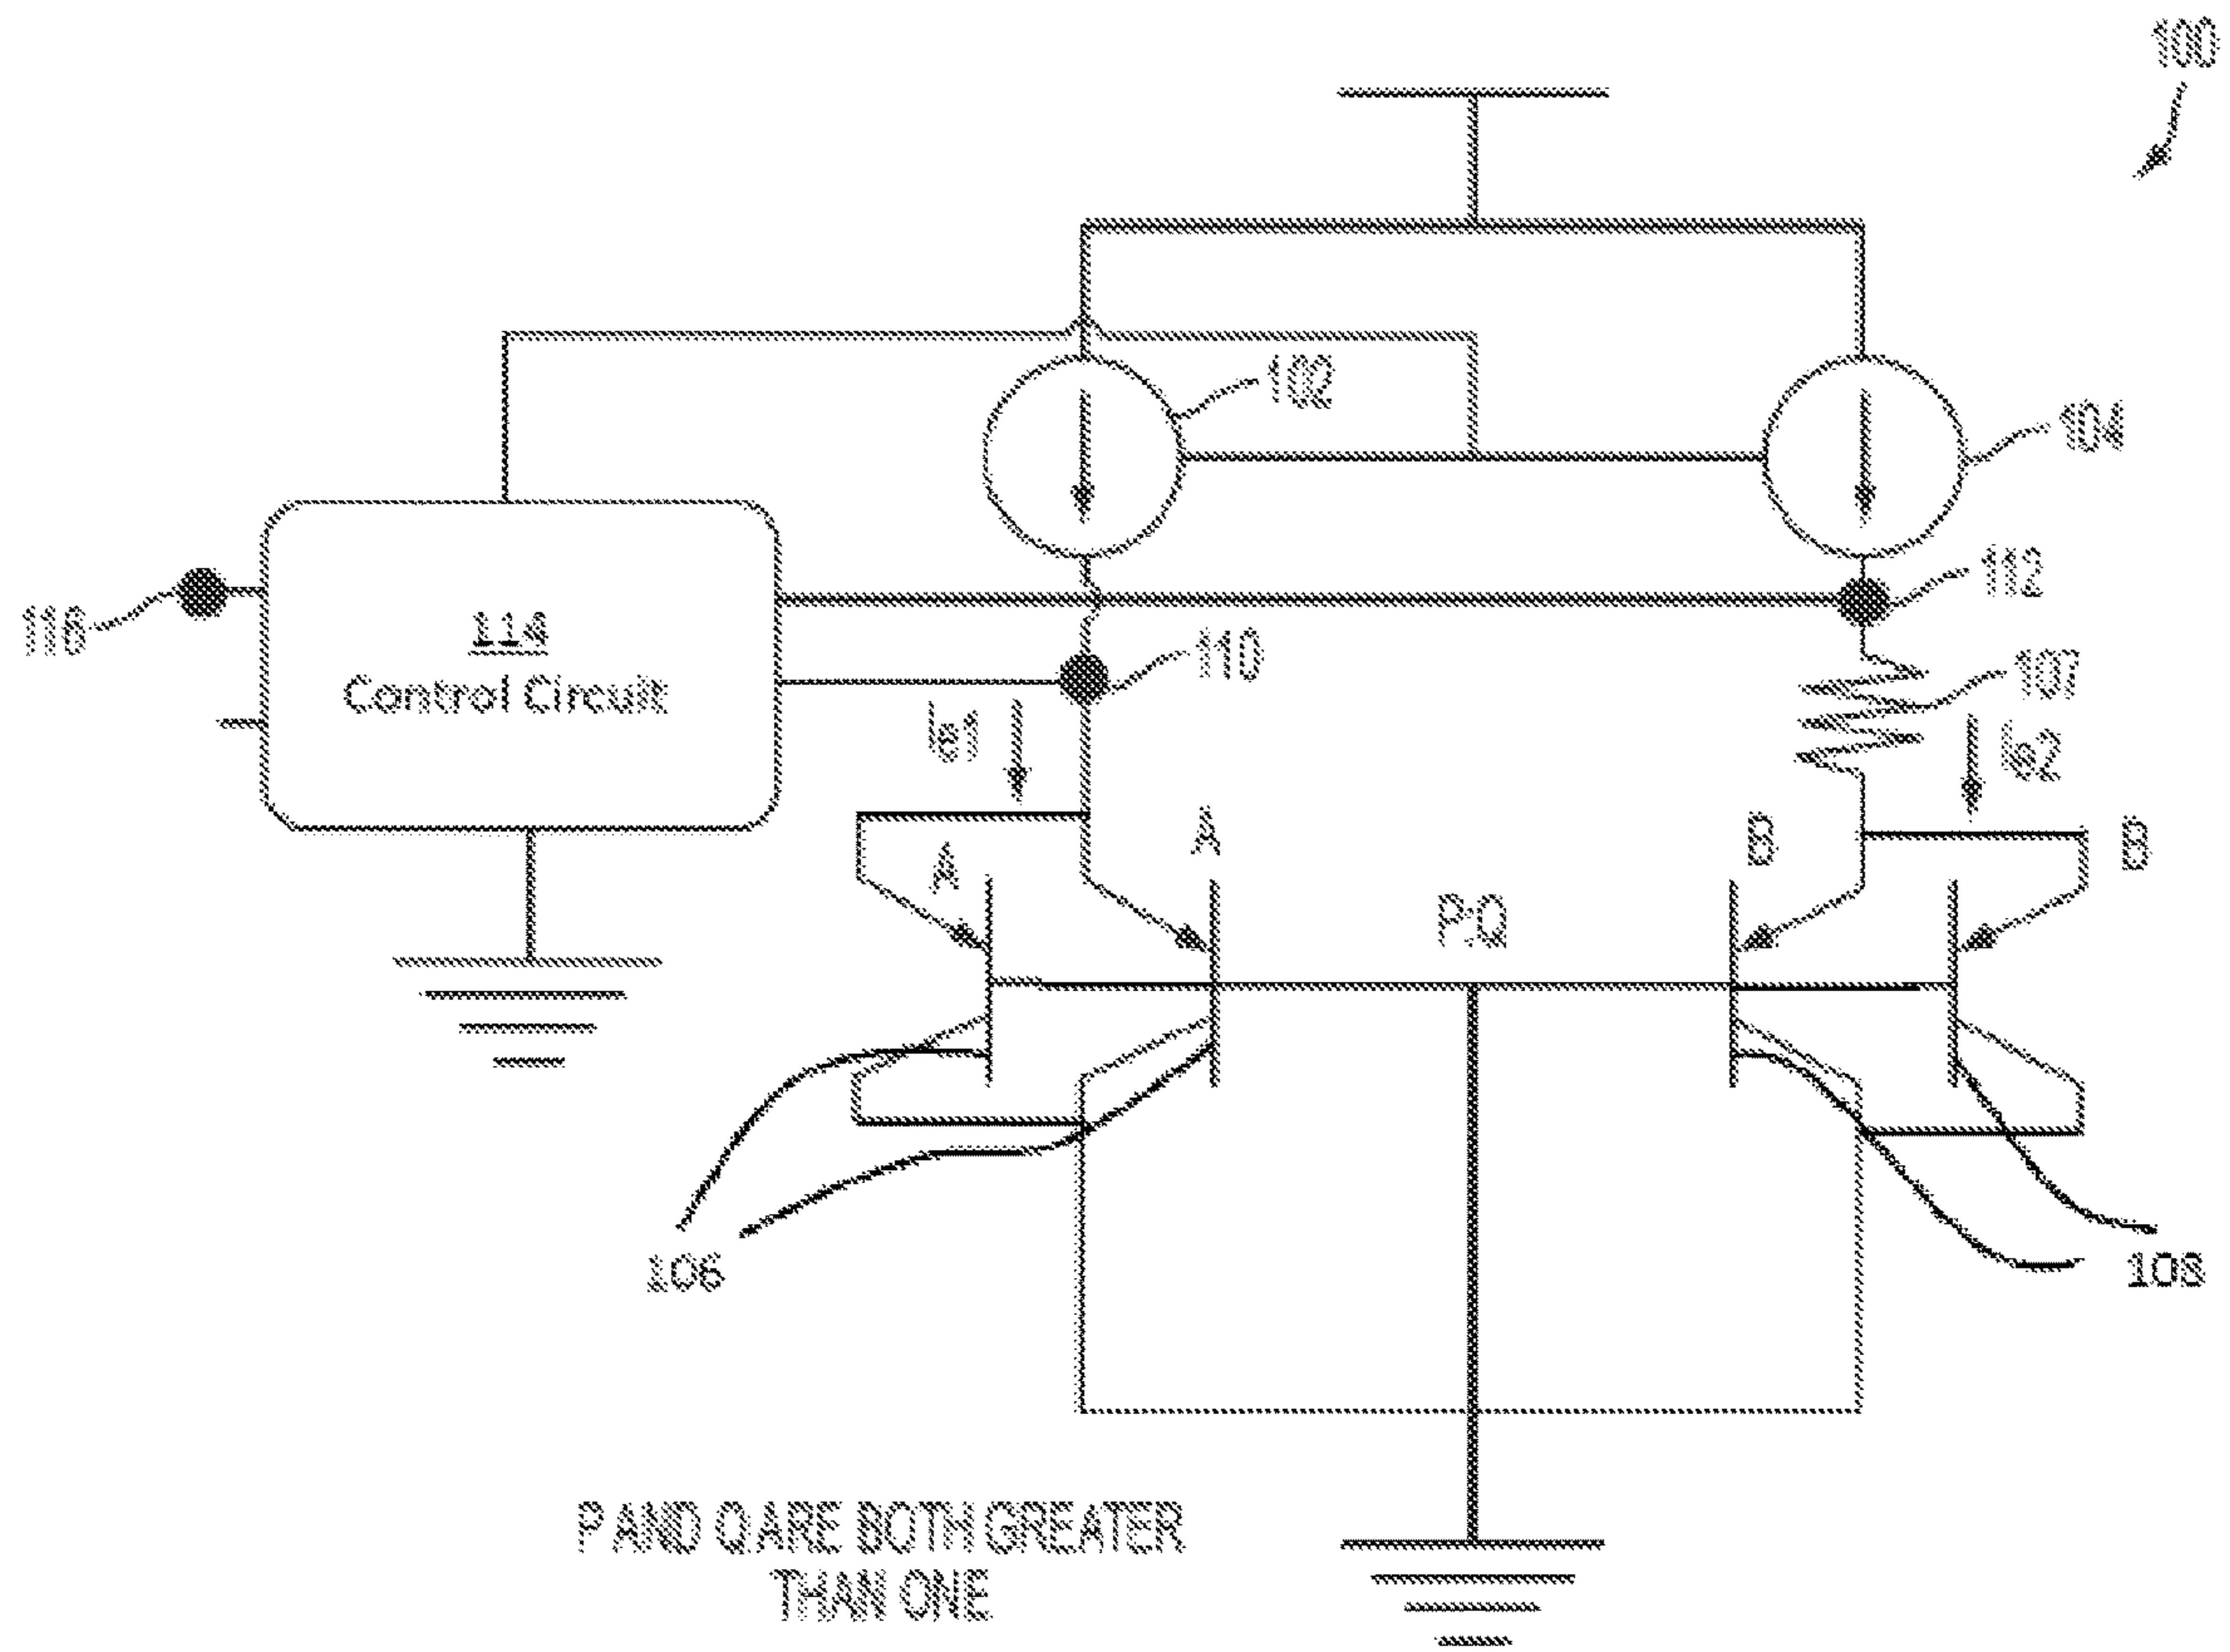 100
102
104
116
114
Control Circuit
112
110
107
Ie1
Ie2
A
A
B
B
P:Q
106
108
P AND Q ARE BOTH GREATER
THAN ONE